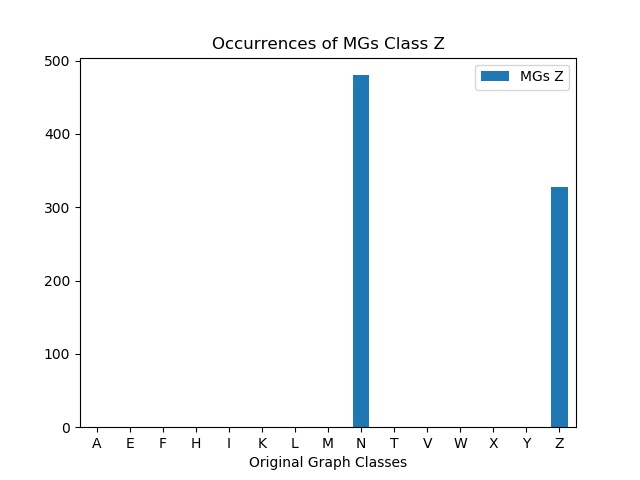 Occurrences of MGs Class Z
MGs Z
500
400
300
200
100
0
A E F H I K L M N T V W X Y Z
Original Graph Classes